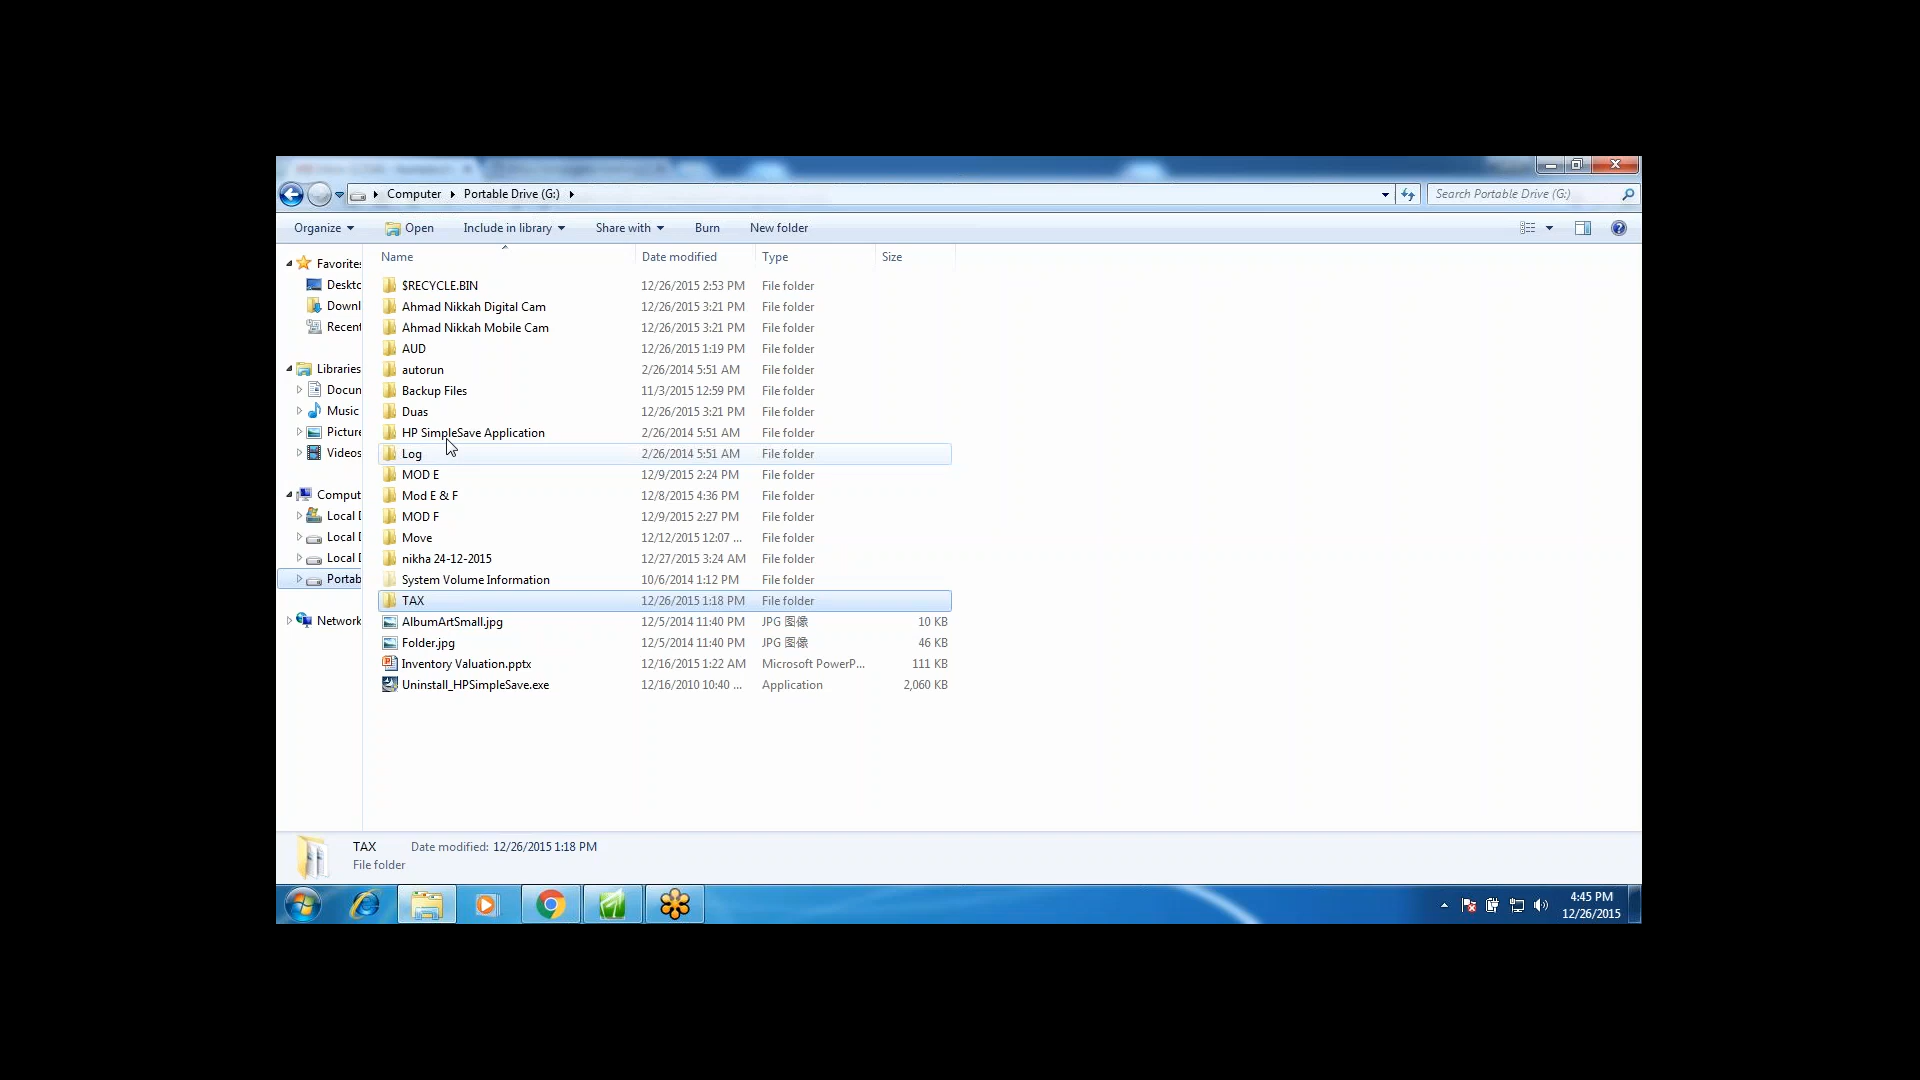 Computer Portable Drive (G:) Search Portable Drive (G:)
Organize Open Include in library Share with Burn New folder
Name Date modified Type Size
Favorites
Deskto
Downl
Recent
Libraries
Docum
Music
Picture
Videos
Comput
Local D
Local D
Local D
Portab
Network
$RECYCLE.BIN 12/26/2015 2:53 PM File folder
Ahmad Nikkah Digital Cam 12/26/2015 3:21 PM File folder
Ahmad Nikkah Mobile Cam 12/26/2015 3:21 PM File folder
AUD 12/26/2015 1:19 PM File folder
autorun 2/26/2014 5:51 AM File folder
Backup Files 11/3/2015 12:59 PM File folder
Duas 12/26/2015 3:21 PM File folder
HP SimpleSave Application 2/26/2014 5:51 AM File folder
Log 2/26/2014 5:51 AM File folder
MOD E 12/9/2015 2:24 PM File folder
Mod E & F 12/8/2015 4:36 PM File folder
MOD F 12/9/2015 2:27 PM File folder
Move 12/12/2015 12:07 ... File folder
nikha 24-12-2015 12/27/2015 3:24 AM File folder
System Volume Information 10/6/2014 1:12 PM File folder
TAX 12/26/2015 1:18 PM File folder
AlbumArtSmall.jpg 12/5/2014 11:40 PM JPG 图像 10 KB
Folder.jpg 12/5/2014 11:40 PM JPG 图像 46 KB
Inventory Valuation.pptx 12/16/2015 1:22 AM Microsoft PowerP... 111 KB
Uninstall_HPSimpleSave.exe 12/16/2010 10:40 ... Application 2,060 KB
TAX Date modified: 12/26/2015 1:18 PM
File folder
4:45 PM
12/26/2015